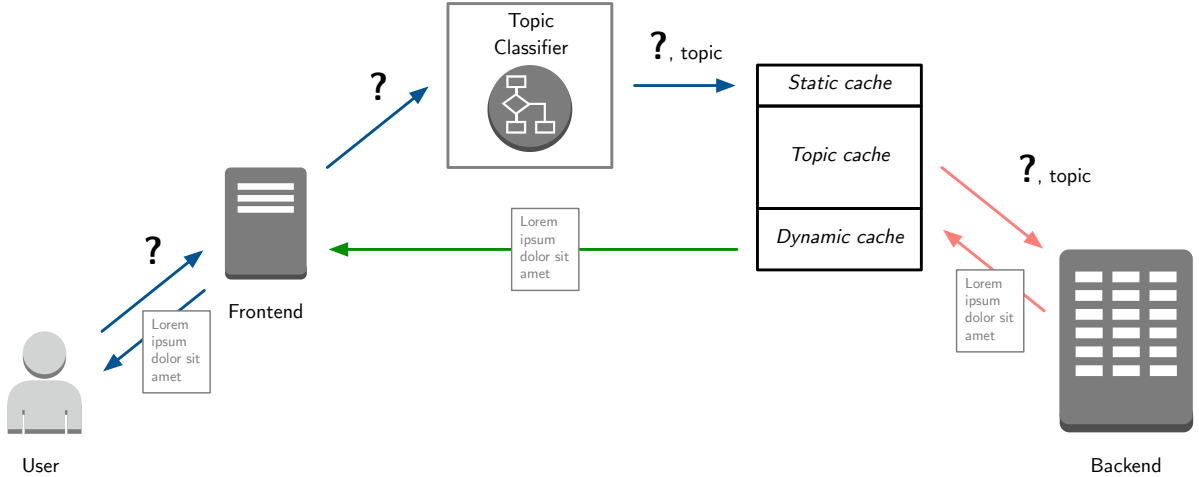 Topic
Classifier
?
?, topic
Static cache
Topic cache
Dynamic cache
?, topic
?
Lorem
ipsum
dolor sit
amet
Lorem
ipsum
dolor sit
amet
Frontend
Lorem
ipsum
dolor sit
amet
User
Backend